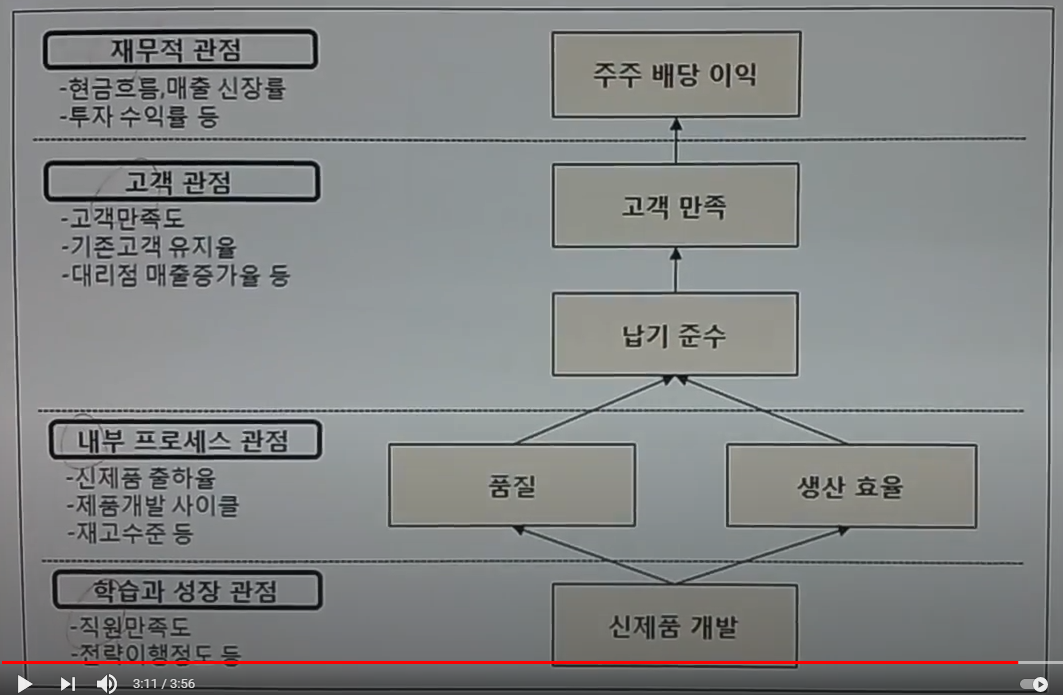 재무적 관점
-현금흐름,매출 신장률
-투자 수익률 등
주주 배당 이익
고객 관점
-고객만족도
-기존고객 유지율
-대리점 매출증가율 등
고객 만족
납기 준수
내부 프로세스 관점
-신제품 출하율
-제품개발 사이클
-재고수준 등
품질
생산 효율
학습과 성장 관점
-직원만족도
-전략이행정도 등
신제품 개발
3:11 / 3:56